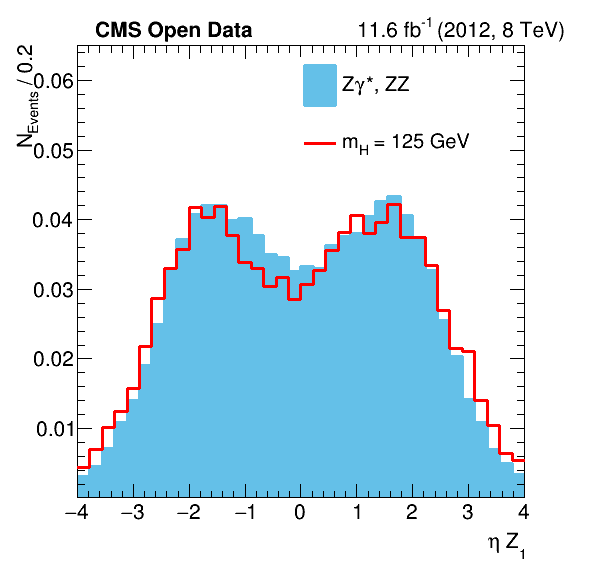 CMS Open Data 11.6 fb⁻¹ (2012, 8 TeV)
N_Events / 0.2
0.06
0.05
0.04
0.03
0.02
0.01
Zγ*, ZZ
m_H = 125 GeV
−4 −3 −2 −1 0 1 2 3 4
η Z₁